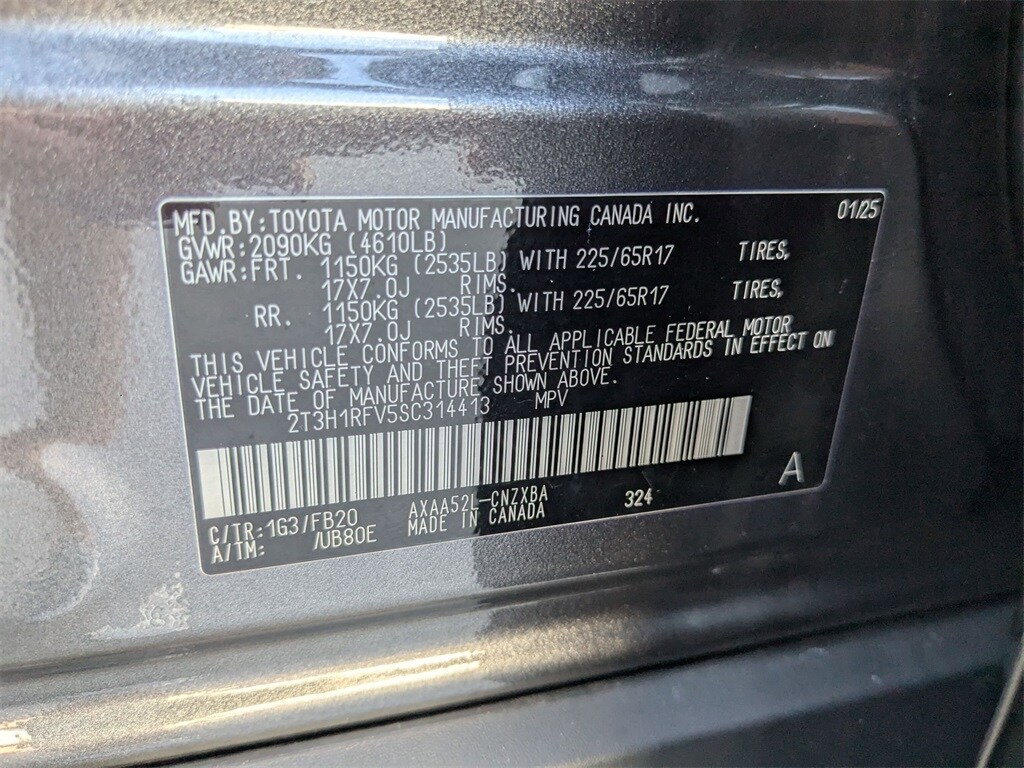 MFD.BY:TOYOTA MOTOR MANUFACTURING CANADA INC. 01/25
GVWR:2090KG (4610LB)
GAWR:FRT. 1150KG (2535LB) WITH 225/65R17 TIRES,
17X7.0J RIMS.
RR. 1150KG (2535LB) WITH 225/65R17 TIRES,
17X7.0J RIMS.
THIS VEHICLE CONFORMS TO ALL APPLICABLE FEDERAL MOTOR
VEHICLE SAFETY AND THEFT PREVENTION STANDARDS IN EFFECT ON
THE DATE OF MANUFACTURE SHOWN ABOVE.
2T3H1RFV5SC314413 MPV
A
C/TR:1G3/FB20 AXAA52L-CNZXBA 324
A/TM: /UB80E MADE IN CANADA